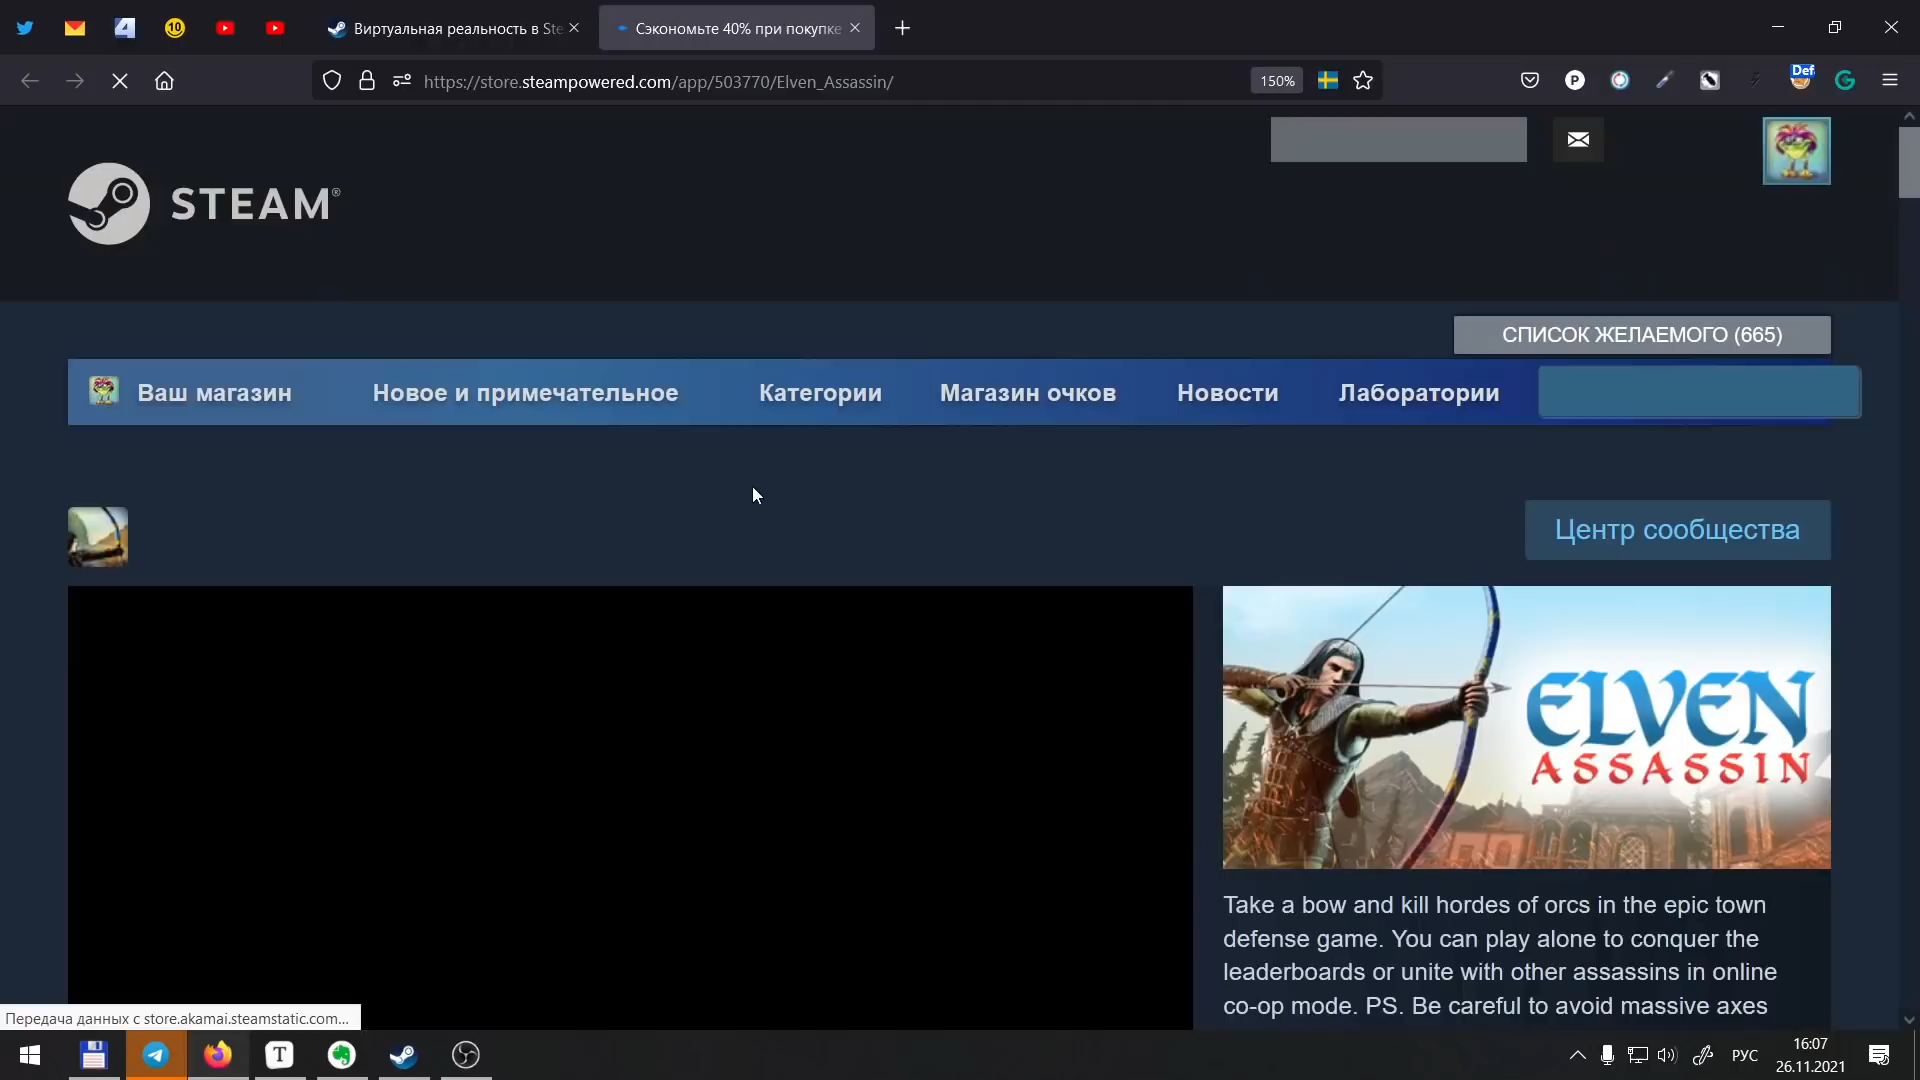 10
Виртуальная реальность в Ste
Сэкономьте 40% при покупке
https://store.steampowered.com/app/503770/Elven_Assassin/
150%
P
Def
G
STEAM®
СПИСОК ЖЕЛАЕМОГО (665)
Ваш магазин
Новое и примечательное
Категории
Магазин очков
Новости
Лаборатории
Центр сообщества
ELVEN
ASSASSIN
Take a bow and kill hordes of orcs in the epic town
defense game. You can play alone to conquer the
leaderboards or unite with other assassins in online
co-op mode. PS. Be careful to avoid massive axes
Передача данных с store.akamai.steamstatic.com...
T
РУС
16:07
26.11.2021